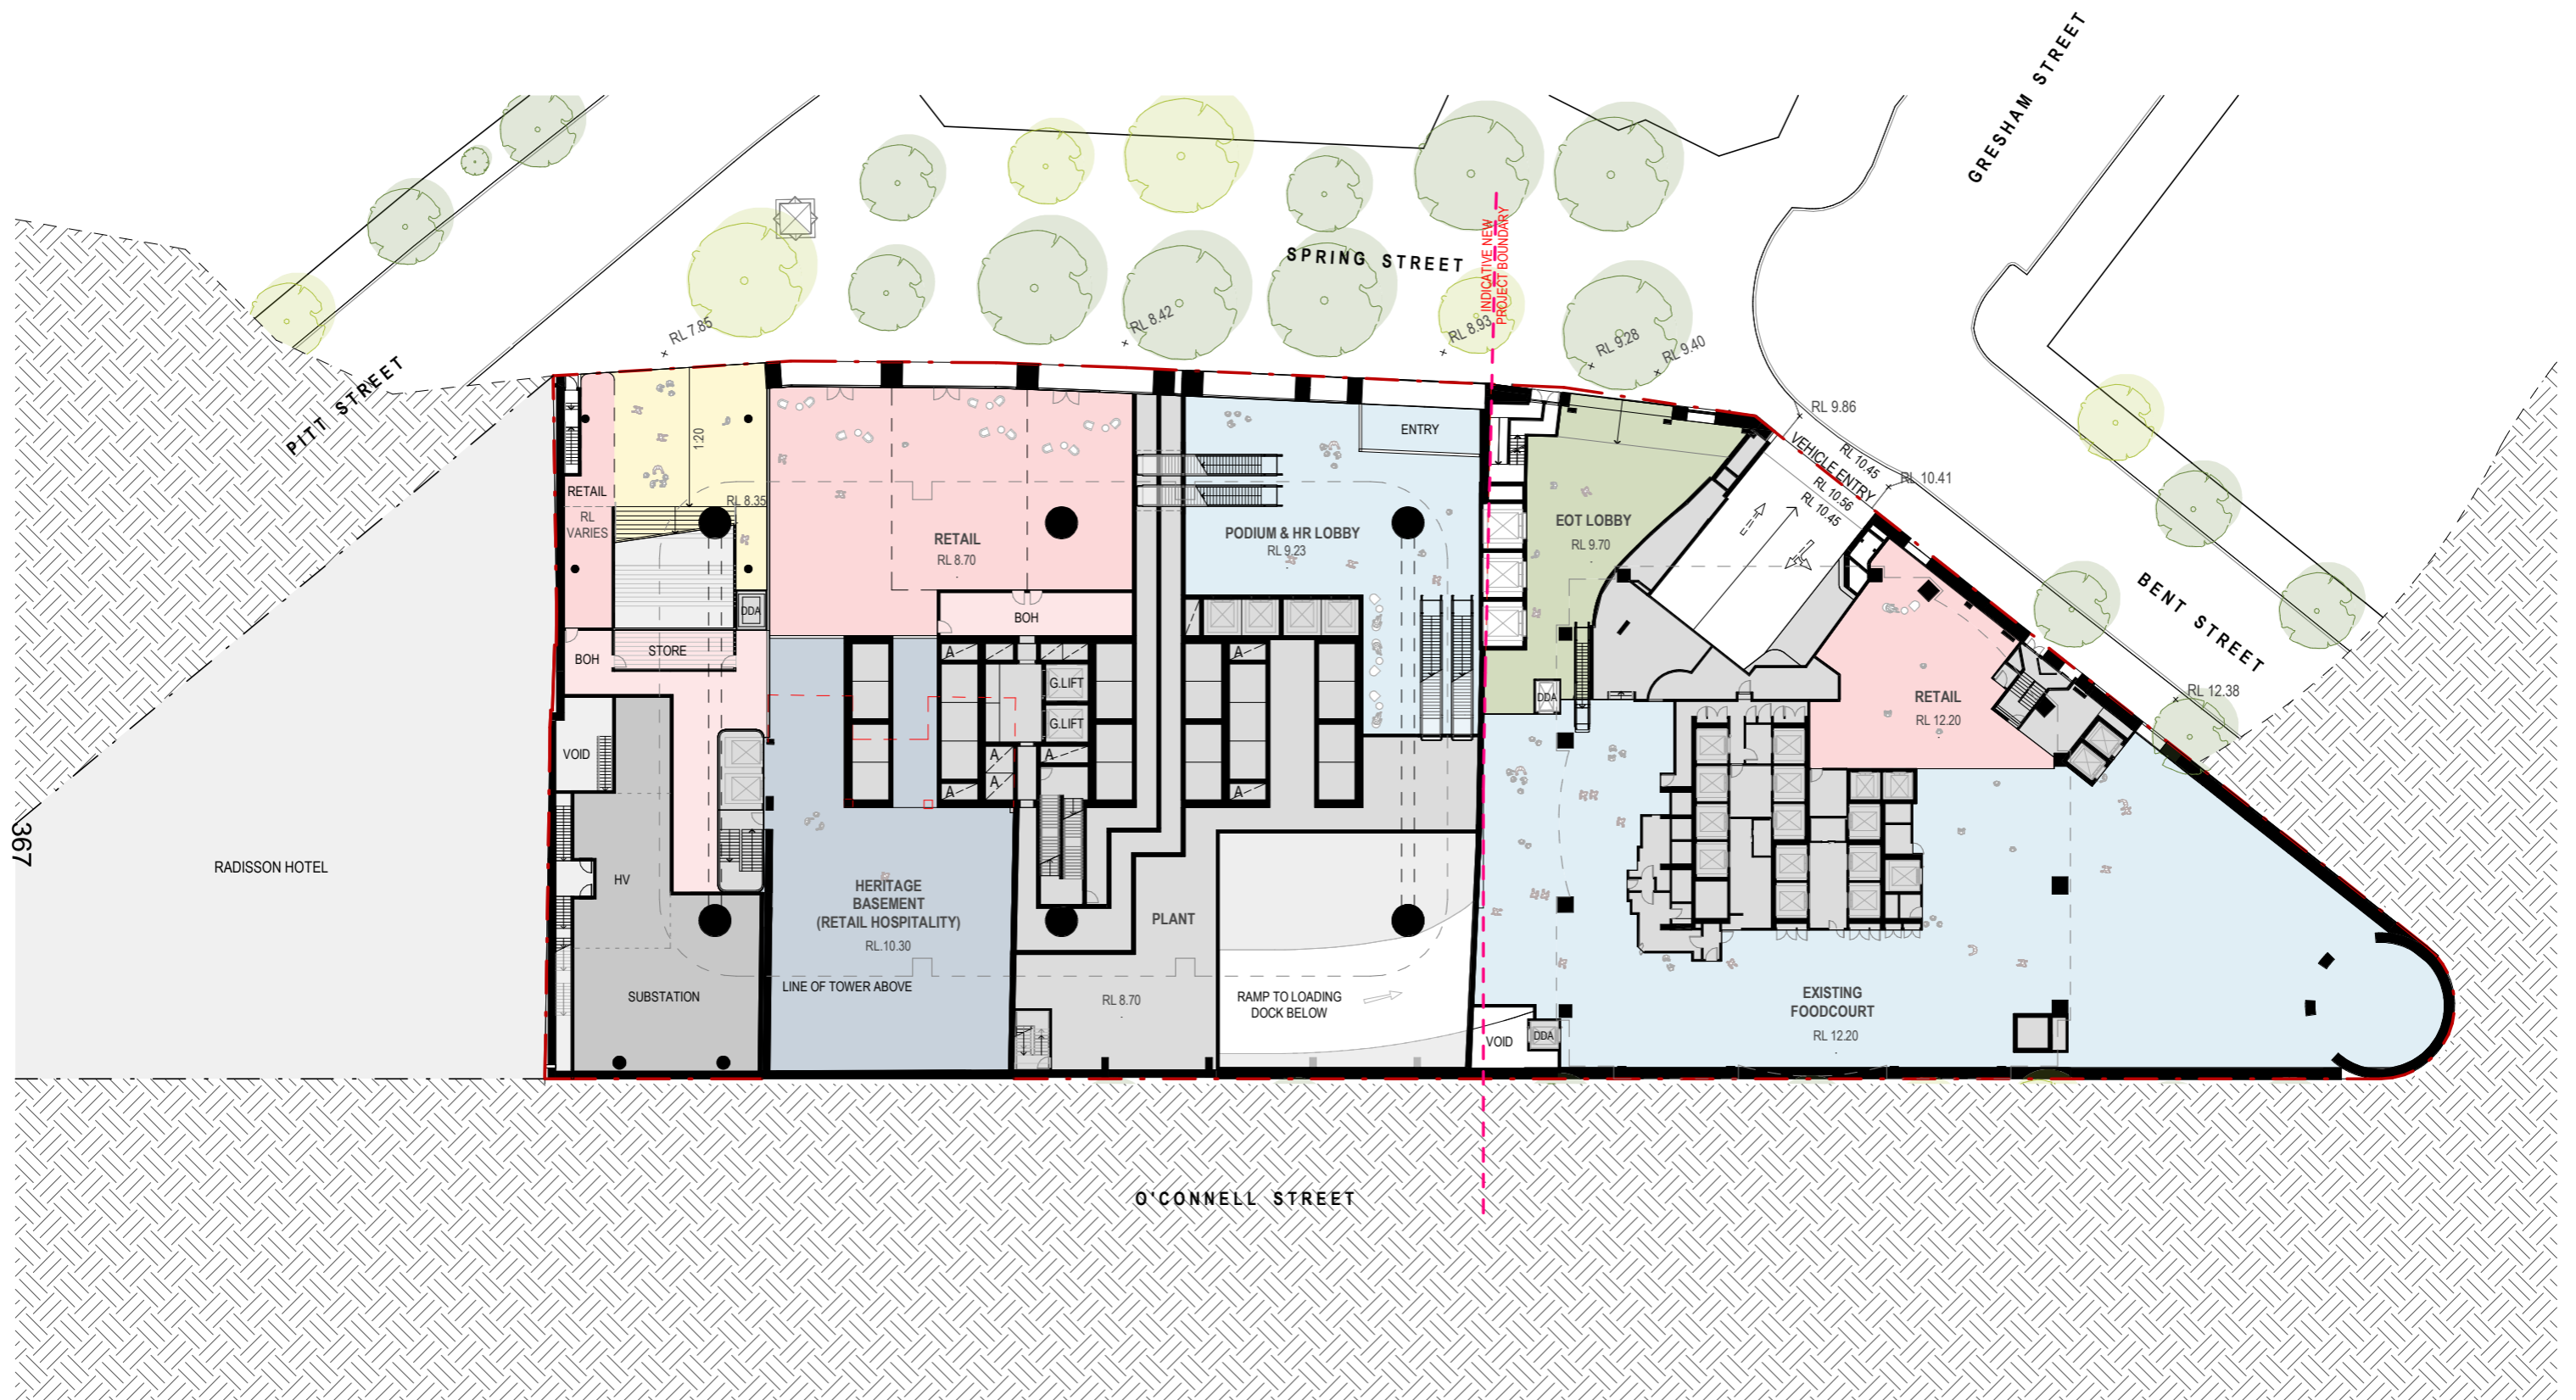 GRESHAM STREET
SPRING STREET
INDICATIVE NEW
PROJECT BOUNDARY
RL 7.85
RL 8.42
RL 8.93
RL 9.28
RL 9.40
PITT STREET
RL 9.86
VEHICLE ENTRY
RL 10.45
RL 10.41
RL 10.56
RL 10.45
1:20
ENTRY
RETAIL
RL
VARIES
RL 8.35
RETAIL
RL 8.70
PODIUM & HR LOBBY
RL 9.23
EOT LOBBY
RL 9.70
BENT STREET
DDA
BOH
BOH
STORE
A
A
G.LIFT
G.LIFT
DDA
RETAIL
RL 12.20
RL 12.38
VOID
A
A
A
A
A
367
RADISSON HOTEL
HV
HERITAGE
BASEMENT
(RETAIL HOSPITALITY)
RL.10.30
PLANT
LINE OF TOWER ABOVE
SUBSTATION
RL 8.70
RAMP TO LOADING
DOCK BELOW
VOID
DDA
EXISTING
FOODCOURT
RL 12.20
O'CONNELL STREET